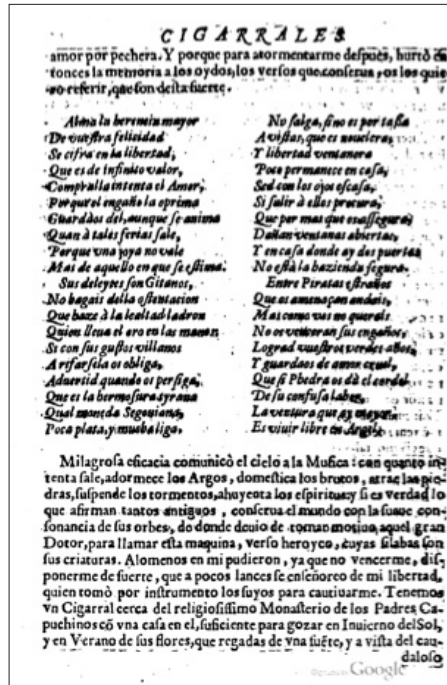 CIGARRALES
amor por pechera. Y porque para atormentarme despues, hurtò en
tonces la memoria a los oydos, los versos que conserua, os los quie
ro referir, que son desta suerte.
Alma la heren mayor
De vuestra felicidad
Se cifra en la libertad,
Que es de infinito valor,
Compralla intenta el Amor,
Porque el engaño la oprima
Guardàos del, aunque se anima
Quan à tales ferias sale,
Porque vna joya no vale
Mas de aquello en que se estima.
Sus deleytes son Gitanos,
No hagais della ostentacion
Que haze à la lealtad ladron
Quien lleua el oro en las manos
Si con sus gustos villanos
A rifarsela os obliga,
Aduertid quando os persiga,
Que es la hermosura tyrana
Qual moneda Segouiana,
Poca plata, y mucha liga,
No salga, sino es por tassa
A vistas, que es nouelera,
Y libertad ventanera
Poco permanece en casa,
Sed con los ojos escasa,
Si salir à ellos procura,
Que por mas que assegura,
Dañan ventanas abiertas,
Y en casa donde ay dos puertas
No està la hazienda segura.
Entre Piratas estraños
Que os amenaçan andais,
Mas como vos no querais
No os venceran sus engaños,
Lograd vuestros verdes años,
Y guardaos de amor cruel,
Que si Phedra os dà el cordel
De su confusa labor,
La ventura que ay mayor
Es viuir libre en Argel.
Milagrosa eficacia comunicò el cielo a la Musica: con quanto in
tenta sale, adormece los Argos, domestica los brutos, atrae las pie
dras, suspende los tormentos, ahuyenta los espiritus, y si es verdad lo
que afirman tantos antiguos, conserua el mundo con la suaue con
sonancia de sus orbes, de donde deuio de tomar motiuo aquel gran
Dotor, para llamar esta maquina, verso heroyco, cuyas silabas son
sus criaturas. Alomenos en mi pudieron, ya que no vencerme, dis-
ponerme de suerte, que a pocos lances se enseñoreo de mi libertad,
quien tomò por instrumento los suyos para cautiuarme. Tenemos
vn Cigarral cerca del religiosissimo Monasterio de los Padres Ca-
puchinos cō vna casa en el, suficiente para gozar en Inuierno del Sol,
y en Verano de sus flores, que regadas de vna fuēte, y a vista del cau-
daloso
Google